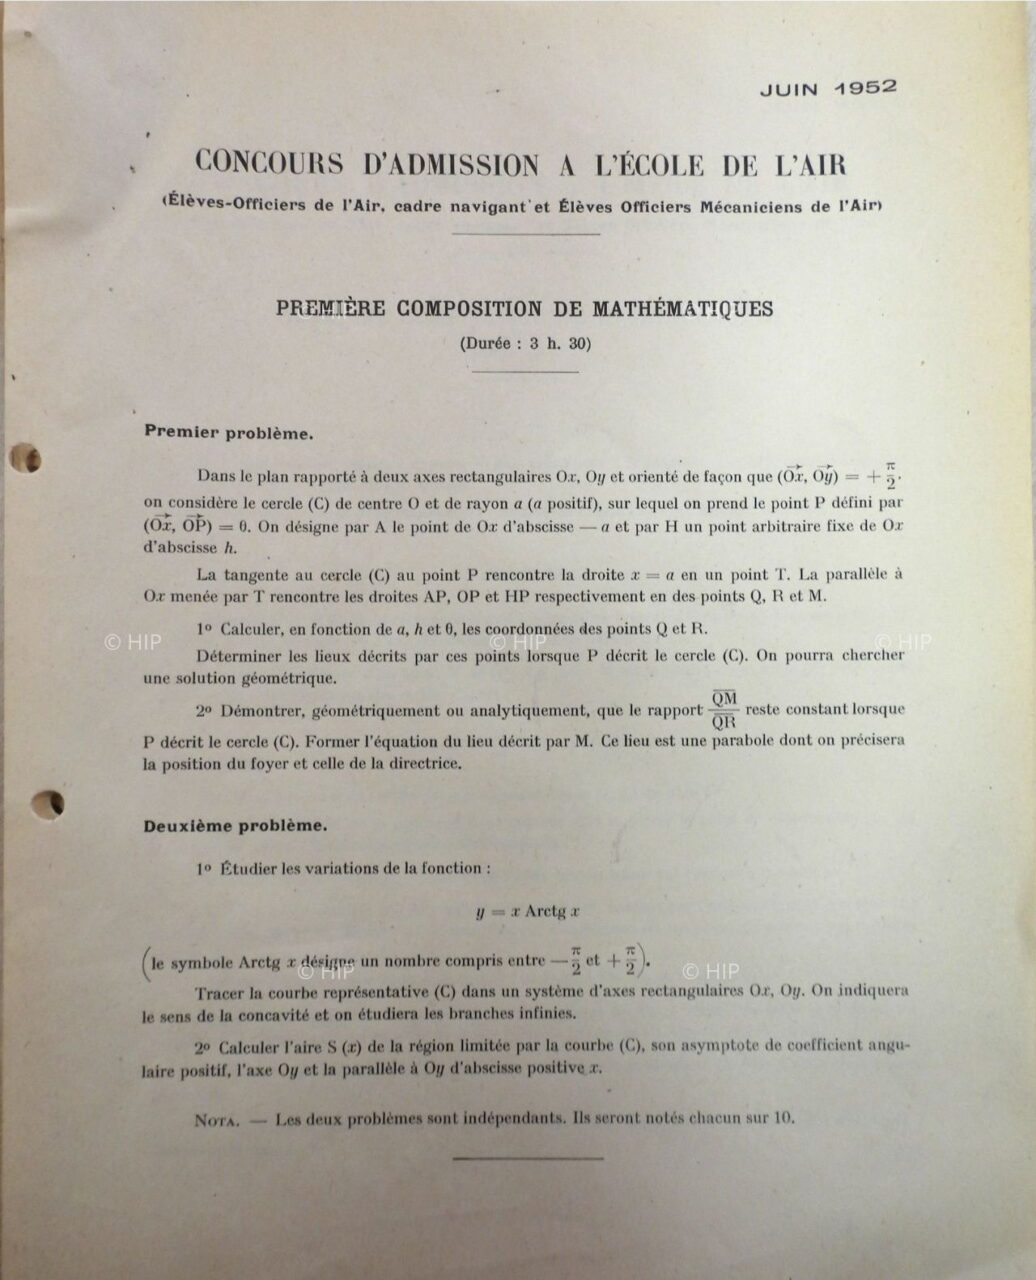 JUIN 1952
CONCOURS D'ADMISSION A L'ÉCOLE DE L'AIR
(Élèves-Officiers de l'Air, cadre navigant et Élèves Officiers Mécaniciens de l'Air)
PREMIÈRE COMPOSITION DE MATHÉMATIQUES
(Durée : 3 h. 30)
Premier problème.
Dans le plan rapporté à deux axes rectangulaires Ox, Oy et orienté de façon que (Ox, Oy) = + π/2.
on considère le cercle (C) de centre O et de rayon a (a positif), sur lequel on prend le point P défini par
(Ox, OP) = θ. On désigne par A le point de Ox d'abscisse — a et par H un point arbitraire fixe de Ox
d'abscisse h.
La tangente au cercle (C) au point P rencontre la droite x = a en un point T. La parallèle à
Ox menée par T rencontre les droites AP, OP et HP respectivement en des points Q, R et M.
1º Calculer, en fonction de a, h et θ, les coordonnées des points Q et R.
© HIP © HIP © HIP
Déterminer les lieux décrits par ces points lorsque P décrit le cercle (C). On pourra chercher
une solution géométrique.
2º Démontrer, géométriquement ou analytiquement, que le rapport QM/QR reste constant lorsque
P décrit le cercle (C). Former l'équation du lieu décrit par M. Ce lieu est une parabole dont on précisera
la position du foyer et celle de la directrice.
Deuxième problème.
1º Étudier les variations de la fonction :
y = x Arctg x
(le symbole Arctg x désigne un nombre compris entre — π/2 et + π/2).
© HIP © HIP
Tracer la courbe représentative (C) dans un système d'axes rectangulaires Ox, Oy. On indiquera
le sens de la concavité et on étudiera les branches infinies.
2º Calculer l'aire S (x) de la région limitée par la courbe (C), son asymptote de coefficient angu-
laire positif, l'axe Oy et la parallèle à Oy d'abscisse positive x.
NOTA. — Les deux problèmes sont indépendants. Ils seront notés chacun sur 10.